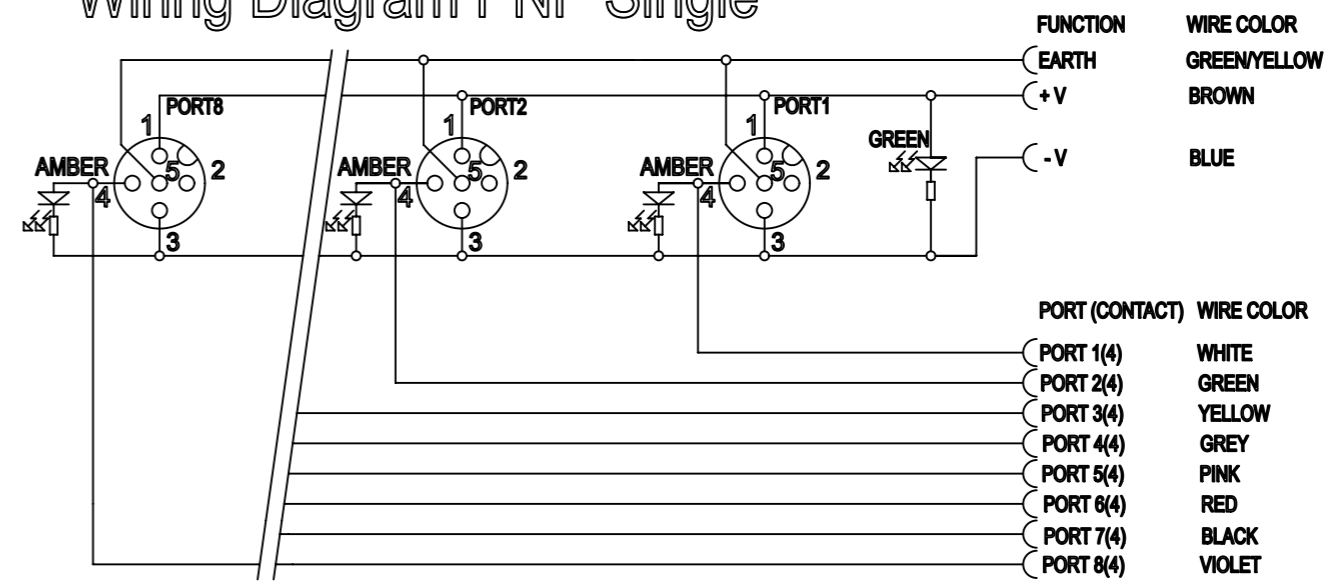 Wiring Diagram PNP Single
FUNCTION WIRE COLOR
EARTH GREEN/YELLOW
+ V BROWN
- V BLUE
PORT8 PORT2 PORT1
1 1 1
GREEN
AMBER 5 2 AMBER 5 2 AMBER 5 2
4 4 4
3 3 3
PORT (CONTACT) WIRE COLOR
PORT 1(4) WHITE
PORT 2(4) GREEN
PORT 3(4) YELLOW
PORT 4(4) GREY
PORT 5(4) PINK
PORT 6(4) RED
PORT 7(4) BLACK
PORT 8(4) VIOLET